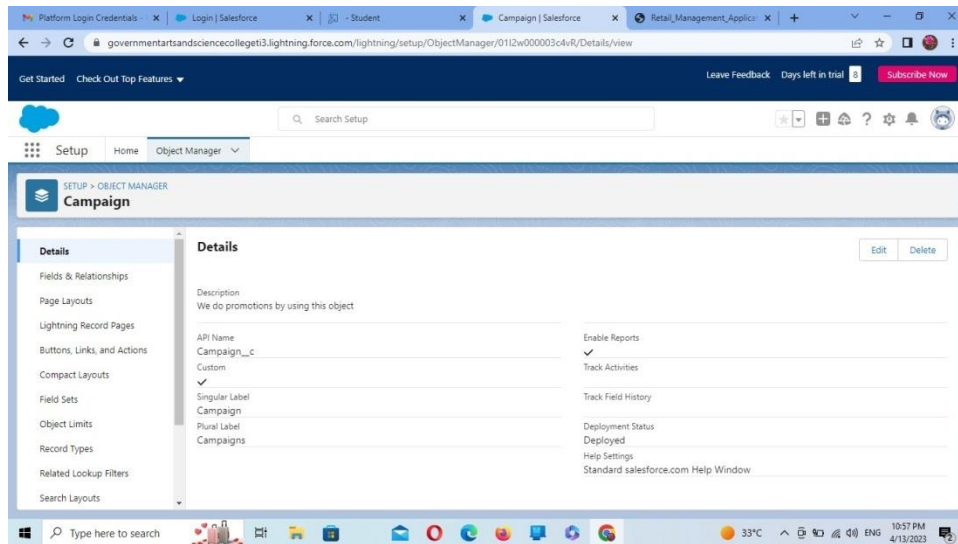 Platform Login Credentials -
Login | Salesforce
- Student
Campaign | Salesforce
Retail_Management_Applica
governmentartsandsciencecollegeti3.lightning.force.com/lightning/setup/ObjectManager/01I2w000003c4vR/Details/view
Get Started Check Out Top Features
Leave Feedback Days left in trial 8 Subscribe Now
Search Setup
Setup Home Object Manager
SETUP > OBJECT MANAGER
Campaign
Details
Fields & Relationships
Page Layouts
Lightning Record Pages
Buttons, Links, and Actions
Compact Layouts
Field Sets
Object Limits
Record Types
Related Lookup Filters
Search Layouts
Details
Edit Delete
Description
We do promotions by using this object
API Name
Campaign__c
Custom
Singular Label
Campaign
Plural Label
Campaigns
Enable Reports
Track Activities
Track Field History
Deployment Status
Deployed
Help Settings
Standard salesforce.com Help Window
Type here to search
33°C
ENG
10:57 PM
4/13/2023
2